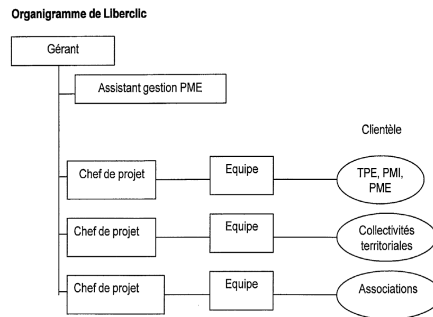 Organigramme de Liberclic
Gérant
Assistant gestion PME
Clientèle
Chef de projet
Equipe
TPE, PMI,
PME
Chef de projet
Equipe
Collectivités
territoriales
Chef de projet
Equipe
Associations